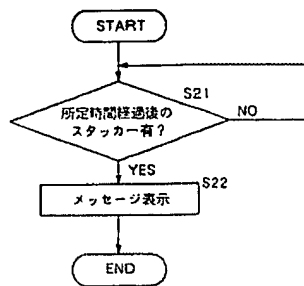 START
S21
所定時間経過後の
スタッカー有?
NO
YES
S22
メッセージ表示
END